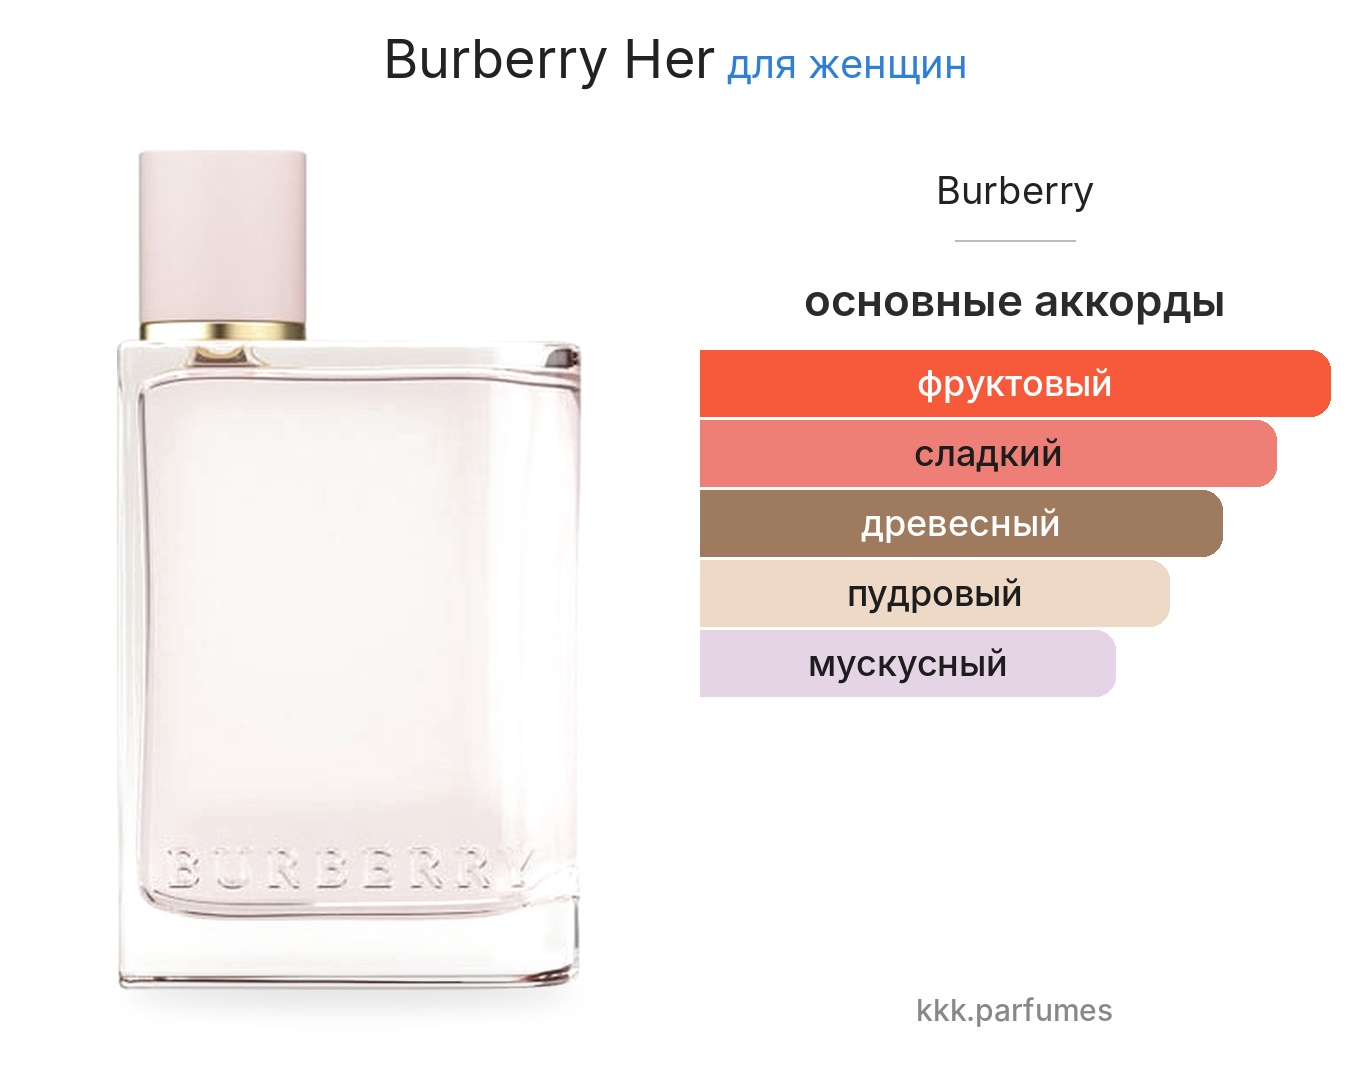 Burberry Her для женщин
Burberry
основные аккорды
фруктовый
сладкий
древесный
пудровый
мускусный
BURBERRY
kkk.parfumes